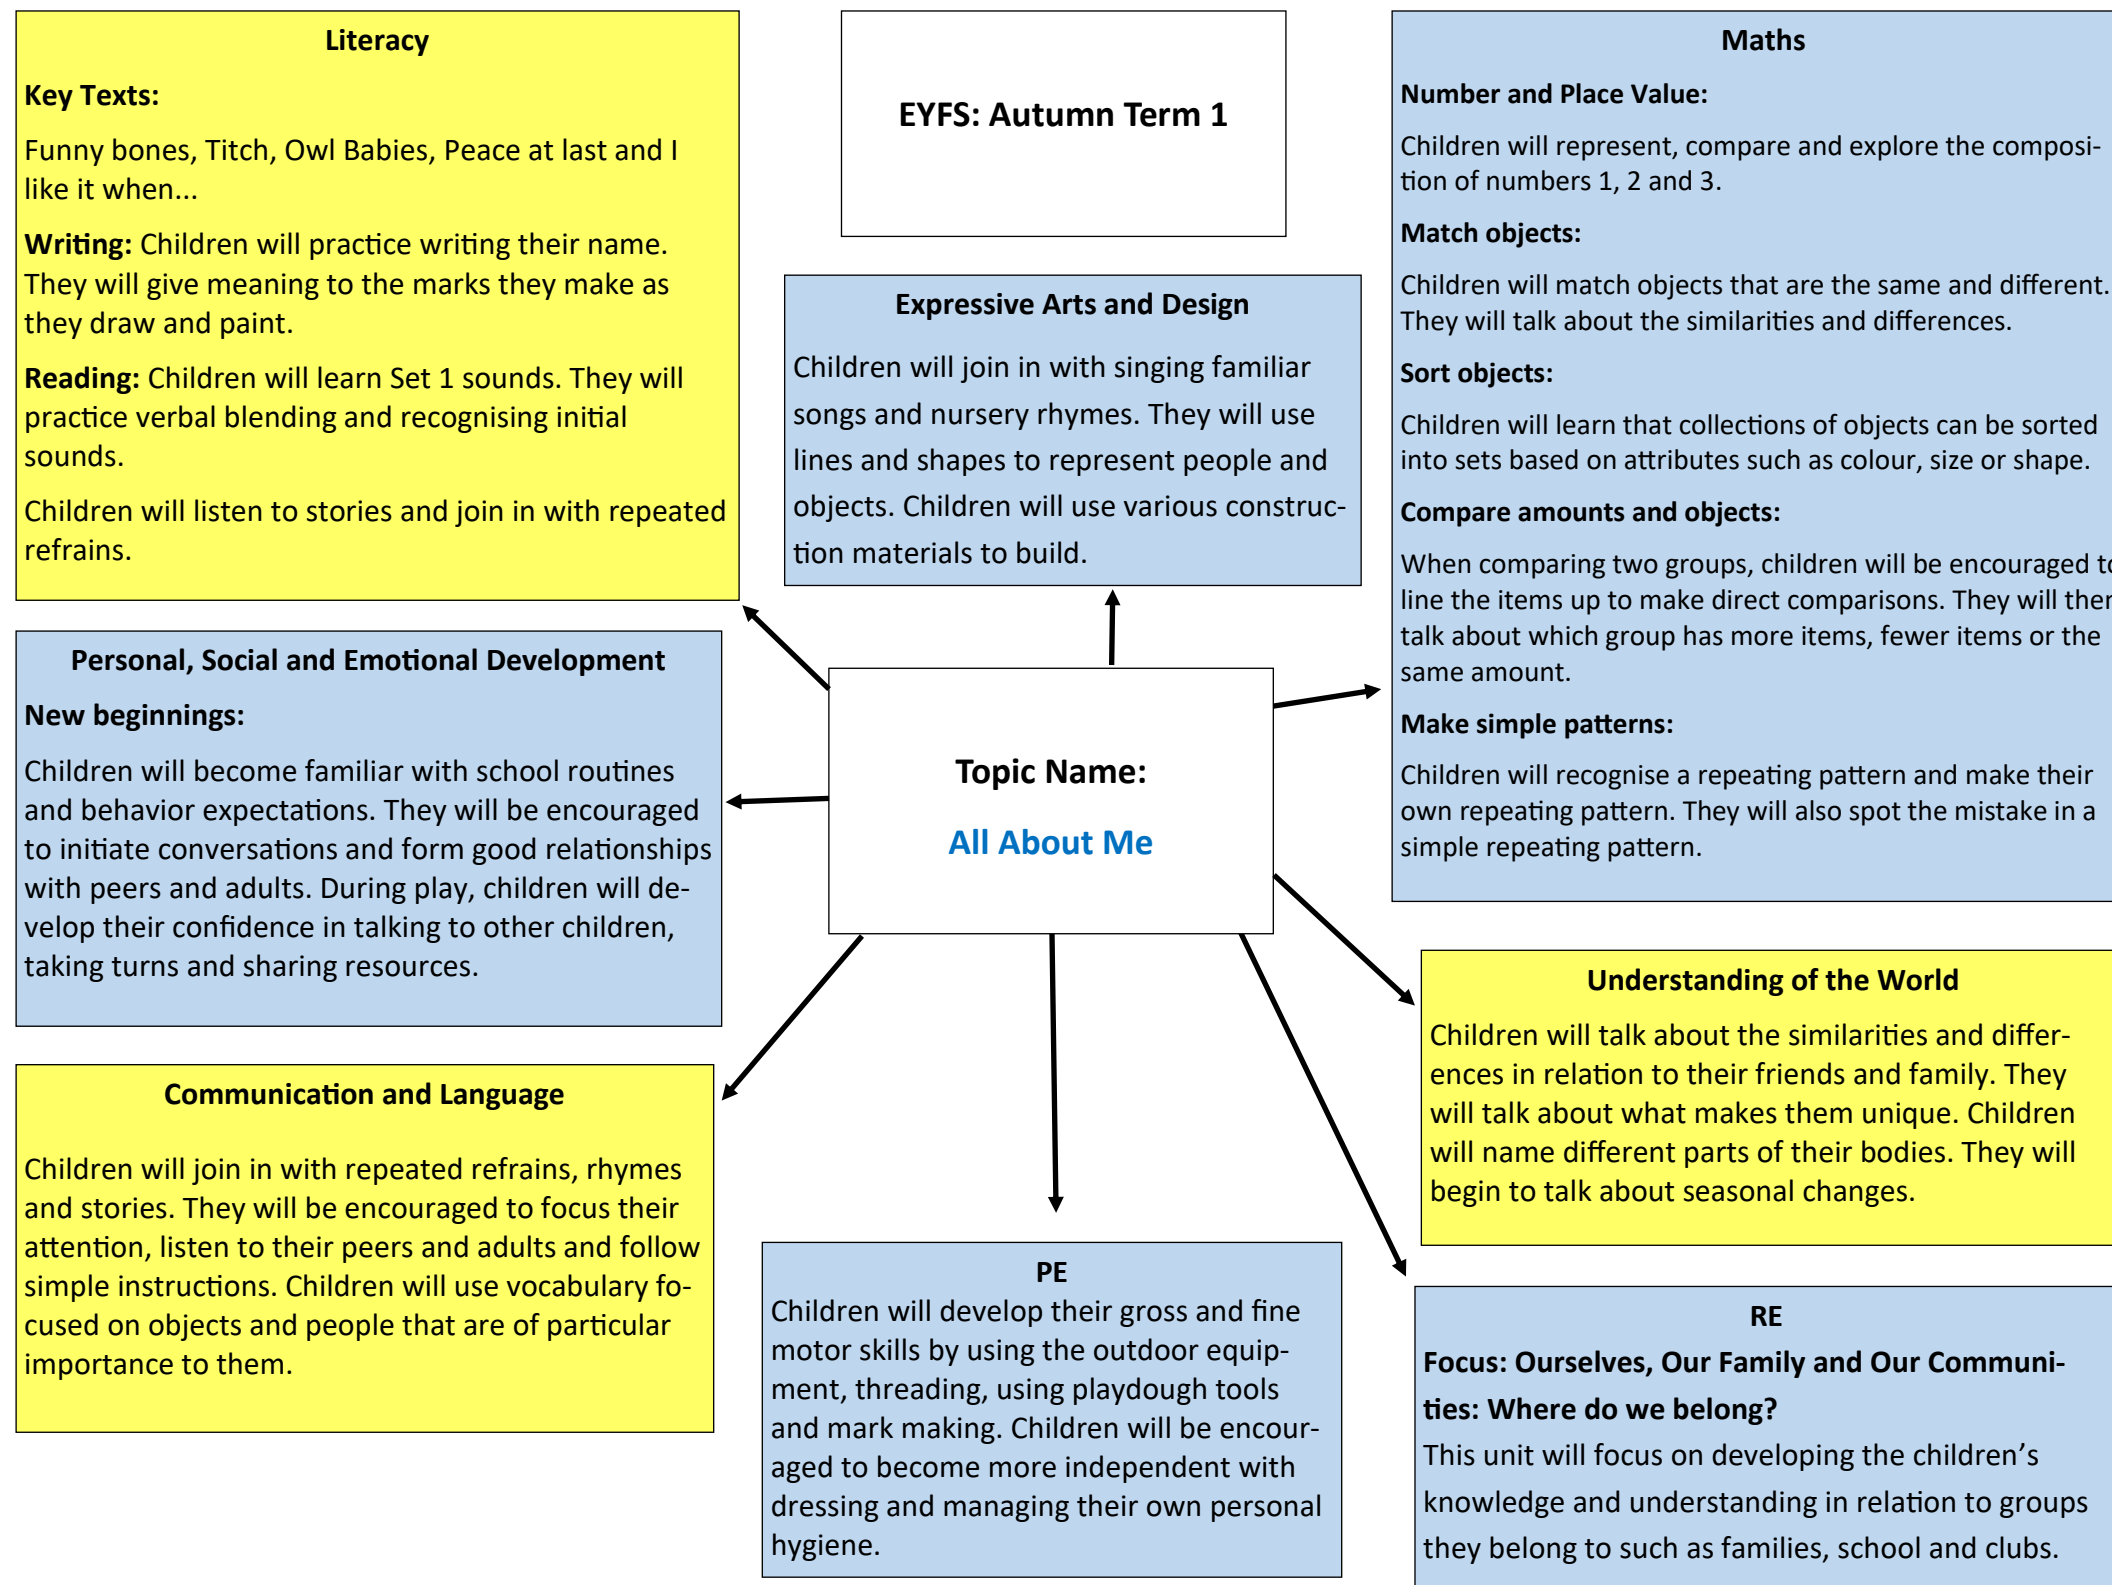 Literacy
Key Texts:
Funny bones, Titch, Owl Babies, Peace at last and I
like it when...
Writing: Children will practice writing their name.
They will give meaning to the marks they make as
they draw and paint.
Reading: Children will learn Set 1 sounds. They will
practice verbal blending and recognising initial
sounds.
Children will listen to stories and join in with repeated
refrains.
EYFS: Autumn Term 1
Expressive Arts and Design
Children will join in with singing familiar
songs and nursery rhymes. They will use
lines and shapes to represent people and
objects. Children will use various construc-
tion materials to build.
Maths
Number and Place Value:
Children will represent, compare and explore the composi-
tion of numbers 1, 2 and 3.
Match objects:
Children will match objects that are the same and different.
They will talk about the similarities and differences.
Sort objects:
Children will learn that collections of objects can be sorted
into sets based on attributes such as colour, size or shape.
Compare amounts and objects:
When comparing two groups, children will be encouraged to
line the items up to make direct comparisons. They will then
talk about which group has more items, fewer items or the
same amount.
Make simple patterns:
Children will recognise a repeating pattern and make their
own repeating pattern. They will also spot the mistake in a
simple repeating pattern.
Personal, Social and Emotional Development
New beginnings:
Children will become familiar with school routines
and behavior expectations. They will be encouraged
to initiate conversations and form good relationships
with peers and adults. During play, children will de-
velop their confidence in talking to other children,
taking turns and sharing resources.
Topic Name:
All About Me
Understanding of the World
Children will talk about the similarities and differ-
ences in relation to their friends and family. They
will talk about what makes them unique. Children
will name different parts of their bodies. They will
begin to talk about seasonal changes.
Communication and Language
Children will join in with repeated refrains, rhymes
and stories. They will be encouraged to focus their
attention, listen to their peers and adults and follow
simple instructions. Children will use vocabulary fo-
cused on objects and people that are of particular
importance to them.
PE
Children will develop their gross and fine
motor skills by using the outdoor equip-
ment, threading, using playdough tools
and mark making. Children will be encour-
aged to become more independent with
dressing and managing their own personal
hygiene.
RE
Focus: Ourselves, Our Family and Our Communi-
ties: Where do we belong?
This unit will focus on developing the children’s
knowledge and understanding in relation to groups
they belong to such as families, school and clubs.